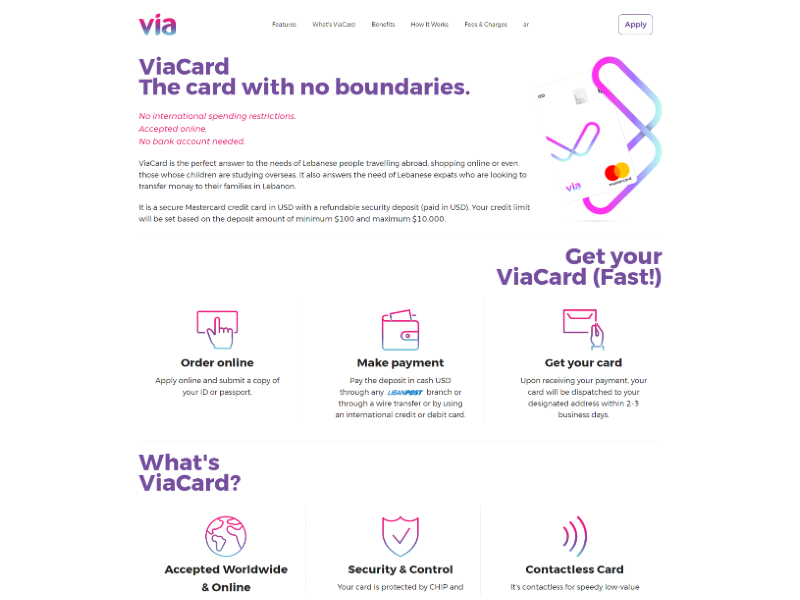 via
Features
What's ViaCard
Benefits
How It Works
Fees & Charges
ar
Apply
ViaCard
The card with no boundaries.
No international spending restrictions.
Accepted online.
No bank account needed.
ViaCard is the perfect answer to the needs of Lebanese people travelling abroad, shopping online or even
those whose children are studying overseas. It also answers the need of Lebanese expats who are looking to
transfer money to their families in Lebanon.
It is a secure Mastercard credit card in USD with a refundable security deposit (paid in USD). Your credit limit
will be set based on the deposit amount of minimum $100 and maximum $10,000.
via
mastercard
Get your
ViaCard (Fast!)
Order online
Apply online and submit a copy of
your ID or passport.
Make payment
Pay the deposit in cash USD
through any LIBANPOST branch or
through a wire transfer or by using
an international credit or debit card.
Get your card
Upon receiving your payment, your
card will be dispatched to your
designated address within 2-3
business days.
What's
ViaCard?
Accepted Worldwide
& Online
Security & Control
Your card is protected by CHIP and
Contactless Card
It's contactless for speedy low-value